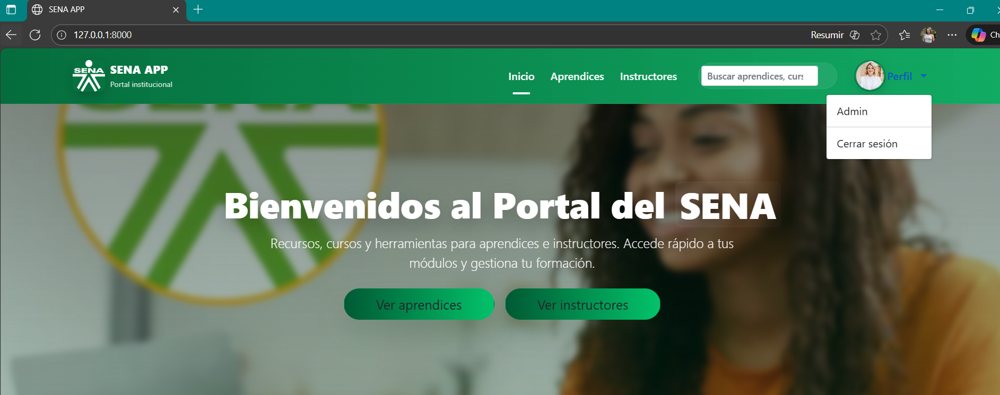 SENA APP
127.0.0.1:8000
Resumir
Ch
SENA
SENA APP
Portal institucional
Inicio
Aprendices
Instructores
Buscar aprendices, curs
Perfil
Admin
Cerrar sesión
Bienvenidos al Portal del SENA
Recursos, cursos y herramientas para aprendices e instructores. Accede rápido a tus
módulos y gestiona tu formación.
Ver aprendices
Ver instructores